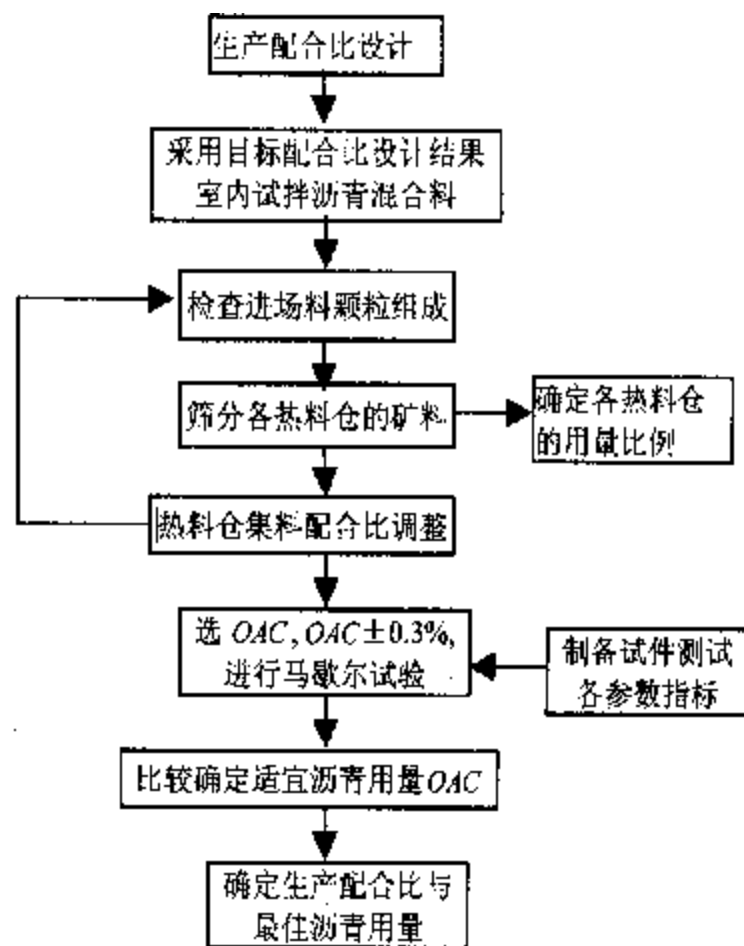 生产配合比设计
采用目标配合比设计结果
室内试拌沥青混合料
检查进场料颗粒组成
筛分各热料仓的矿料
确定各热料仓
的用量比例
热料仓集料配合比调整
选 OAC, OAC±0.3%,
进行马歇尔试验
制备试件测试
各参数指标
比较确定适宜沥青用量OAC
确定生产配合比与
最佳沥青用量